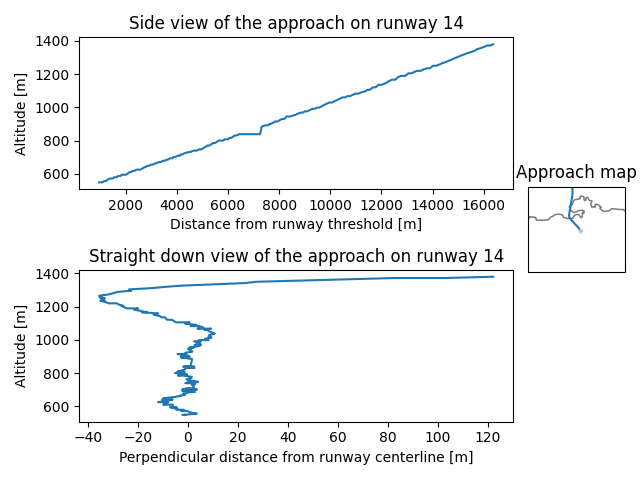 Side view of the approach on runway 14
1400
1200
1000
800
600
Altitude [m]
2000 4000 6000 8000 10000 12000 14000 16000
Distance from runway threshold [m]
Approach map
Straight down view of the approach on runway 14
1400
1200
1000
800
600
Altitude [m]
−40 −20 0 20 40 60 80 100 120
Perpendicular distance from runway centerline [m]